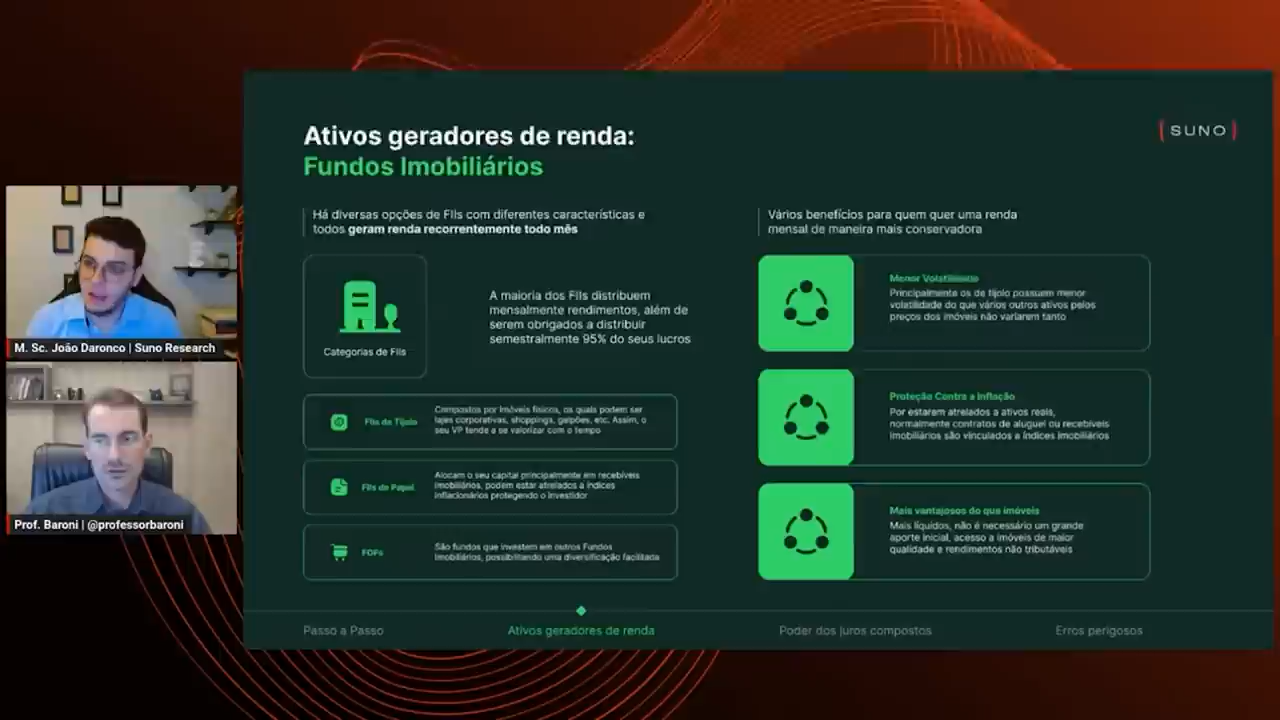 Ativos geradores de renda:
Fundos Imobiliários
SUNO
Há diversas opções de FIIs com diferentes características e
todos geram renda recorrentemente todo mês
Categorias de FIIs
A maioria dos FIIs distribuem
mensalmente rendimentos, além de
serem obrigados a distribuir
semestralmente 95% do seus lucros
FIIs de Tijolo
Compostos por imóveis físicos, os quais podem ser
lajes corporativas, shoppings, galpões, etc. Assim, o
seu VP tende a se valorizar com o tempo
FIIs de Papel
Alocam o seu capital principalmente em recebíveis
imobiliários, podem estar atrelados a índices
inflacionários protegendo o investidor
FOFs
São fundos que investem em outros Fundos
Imobiliários, possibilitando uma diversificação facilitada
Vários benefícios para quem quer uma renda
mensal de maneira mais conservadora
Menor Volatilidade
Principalmente os de tijolo possuem menor
volatilidade do que vários outros ativos pelos
preços dos imóveis não variarem tanto
Proteção Contra a Inflação
Por estarem atrelados a ativos reais,
normalmente contratos de aluguel ou recebíveis
imobiliários são vinculados a índices imobiliários
Mais vantajosos do que imóveis
Mais líquidos, não é necessário um grande
aporte inicial, acesso a imóveis de maior
qualidade e rendimentos não tributáveis
M. Sc. João Daronco | Suno Research
Prof. Baroni | @professorbaroni
Passo a Passo
Ativos geradores de renda
Poder dos juros compostos
Erros perigosos